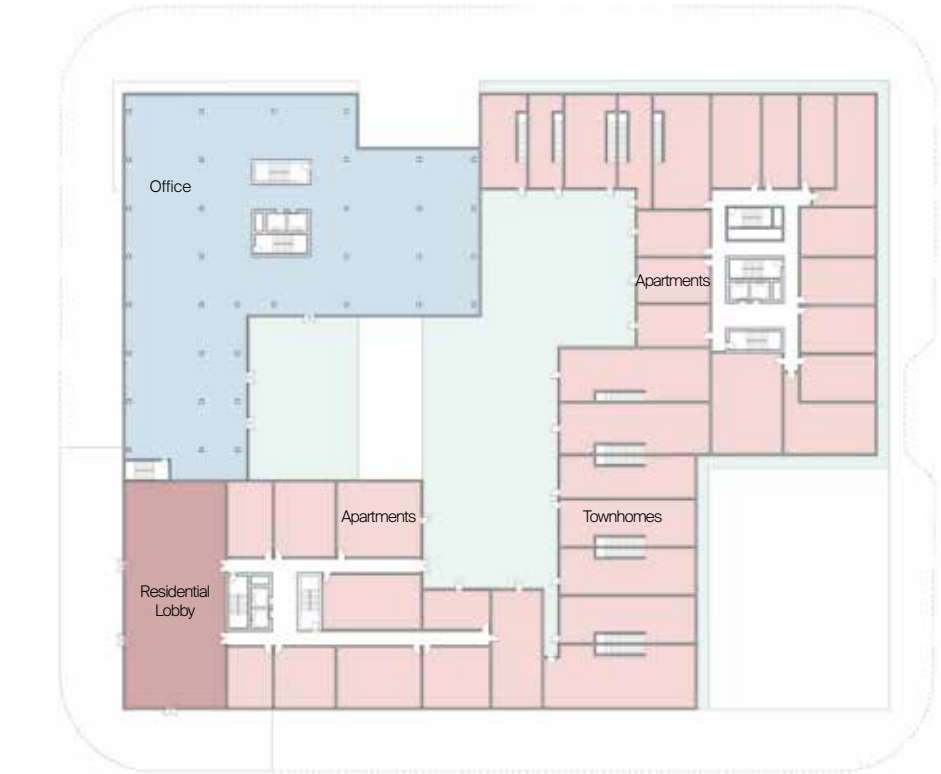 Office
Apartments
Apartments
Townhomes
Residential
Lobby